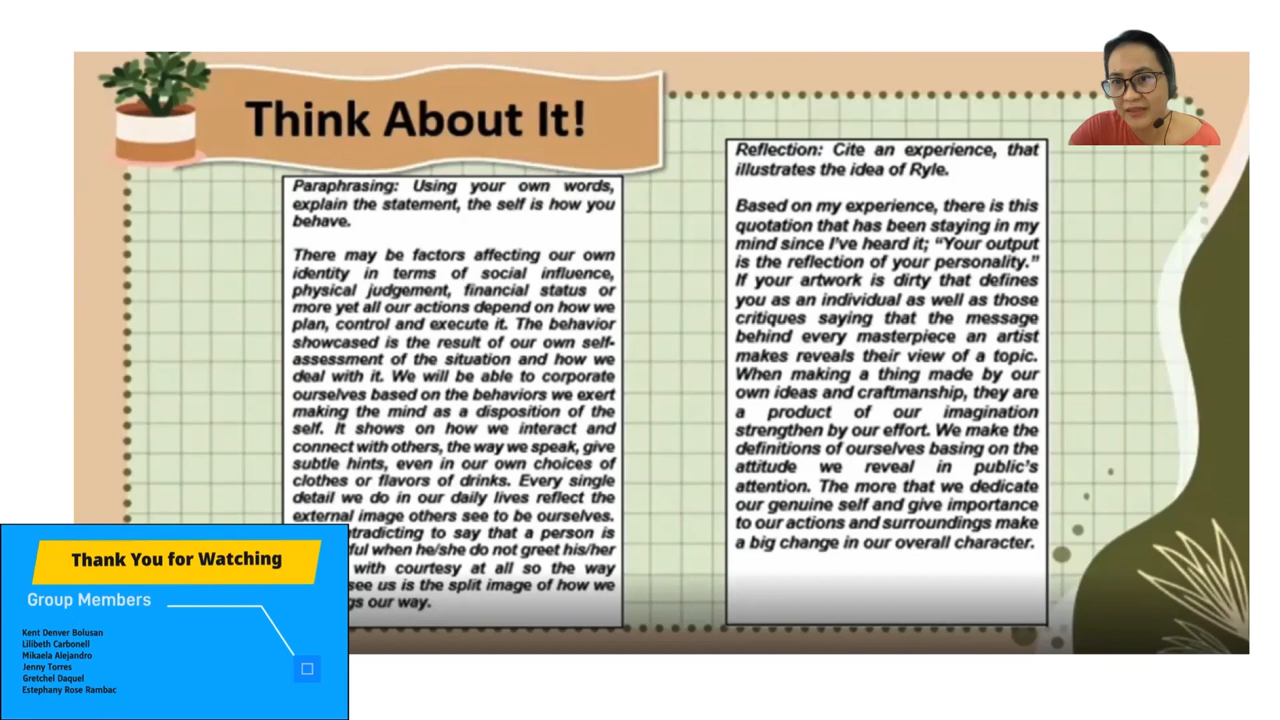 Think About It!
Paraphrasing: Using your own words,
explain the statement, the self is how you
behave.
There may be factors affecting our own
identity in terms of social influence,
physical judgement, financial status or
more yet all our actions depend on how we
plan, control and execute it. The behavior
showcased is the result of our own self-
assessment of the situation and how we
deal with it. We will be able to corporate
ourselves based on the behaviors we exert
making the mind as a disposition of the
self. It shows on how we interact and
connect with others, the way we speak, give
subtle hints, even in our own choices of
clothes or flavors of drinks. Every single
detail we do in our daily lives reflect the
external image others see to be ourselves.
to say that a person is
when he/she do not greet his/her
with courtesy at all so the way
see us is the split image of how we
our way.
Reflection: Cite an experience, that
illustrates the idea of Ryle.
Based on my experience, there is this
quotation that has been staying in my
mind since I've heard it; “Your output
is the reflection of your personality.”
If your artwork is dirty that defines
you as an individual as well as those
critiques saying that the message
behind every masterpiece an artist
makes reveals their view of a topic.
When making a thing made by our
own ideas and craftmanship, they are
a product of our imagination
strengthen by our effort. We make the
definitions of ourselves basing on the
attitude we reveal in public's
attention. The more that we dedicate
our genuine self and give importance
to our actions and surroundings make
a big change in our overall character.
Thank You for Watching
Group Members
Kent Denver Bolusan
Lilibeth Carbonell
Mikaela Alejandro
Jenny Torres
Gretchel Daquel
Estephany Rose Rambac